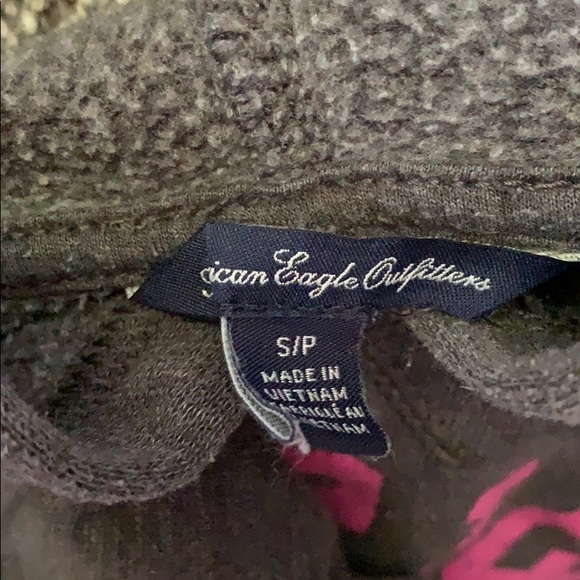 ican Eagle Outfitters
S/P
MADE IN
VIETNAM